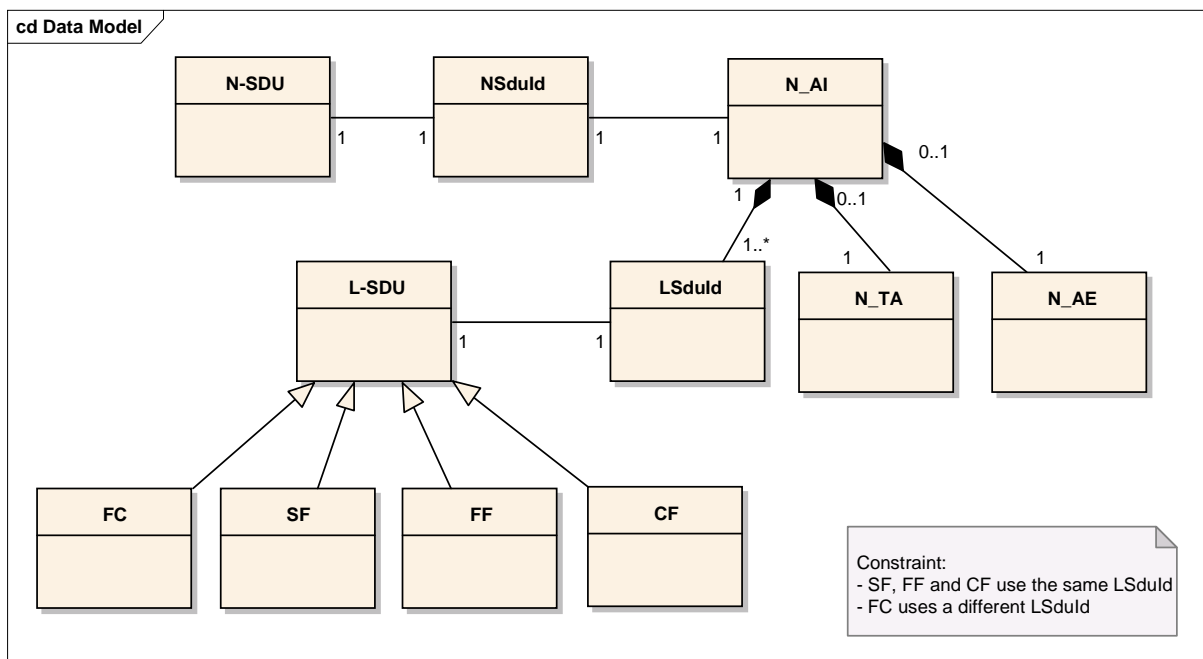 cd Data Model
N-SDU
NSduId
N_AI
1
1
1
1
0..1
1
0..1
1..*
1
1
L-SDU
LSduId
N_TA
N_AE
1
1
FC
SF
FF
CF
Constraint:
- SF, FF and CF use the same LSduId
- FC uses a different LSduId